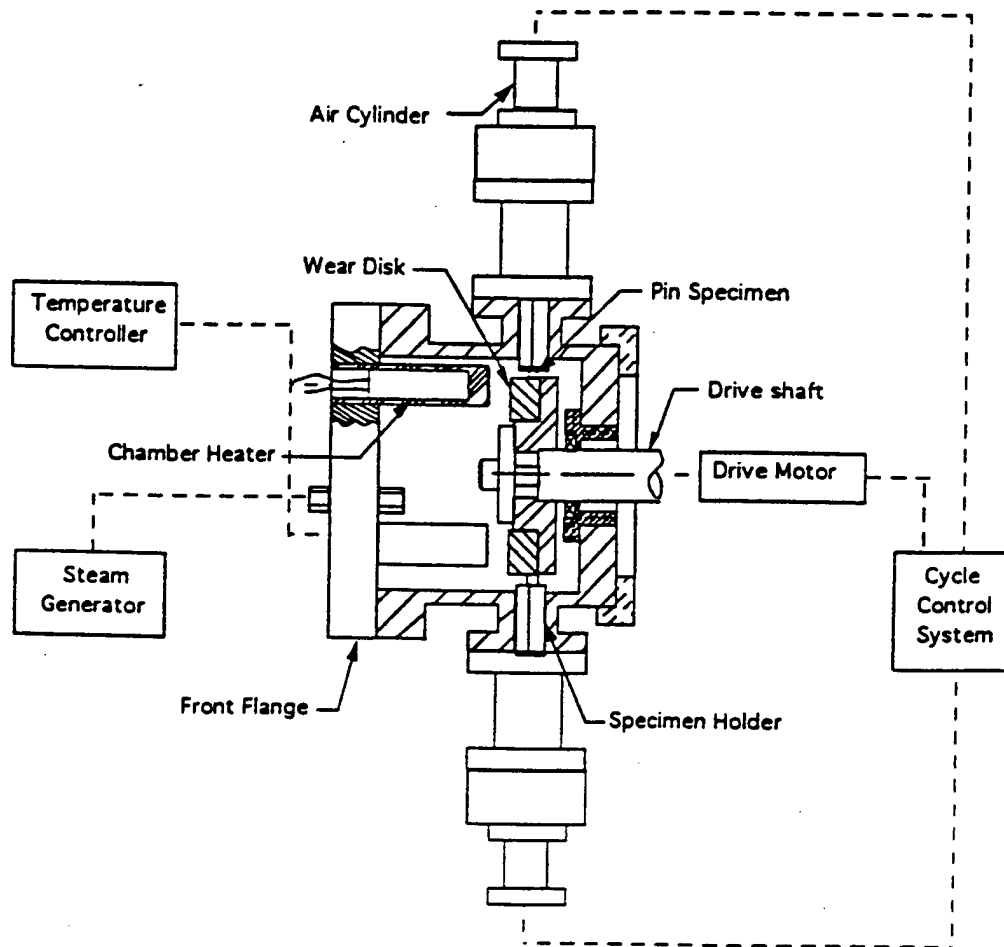 Air Cylinder
Wear Disk
Pin Specimen
Temperature
Controller
Drive shaft
Chamber Heater
Drive Motor
Steam
Generator
Cycle
Control
System
Front Flange
Specimen Holder